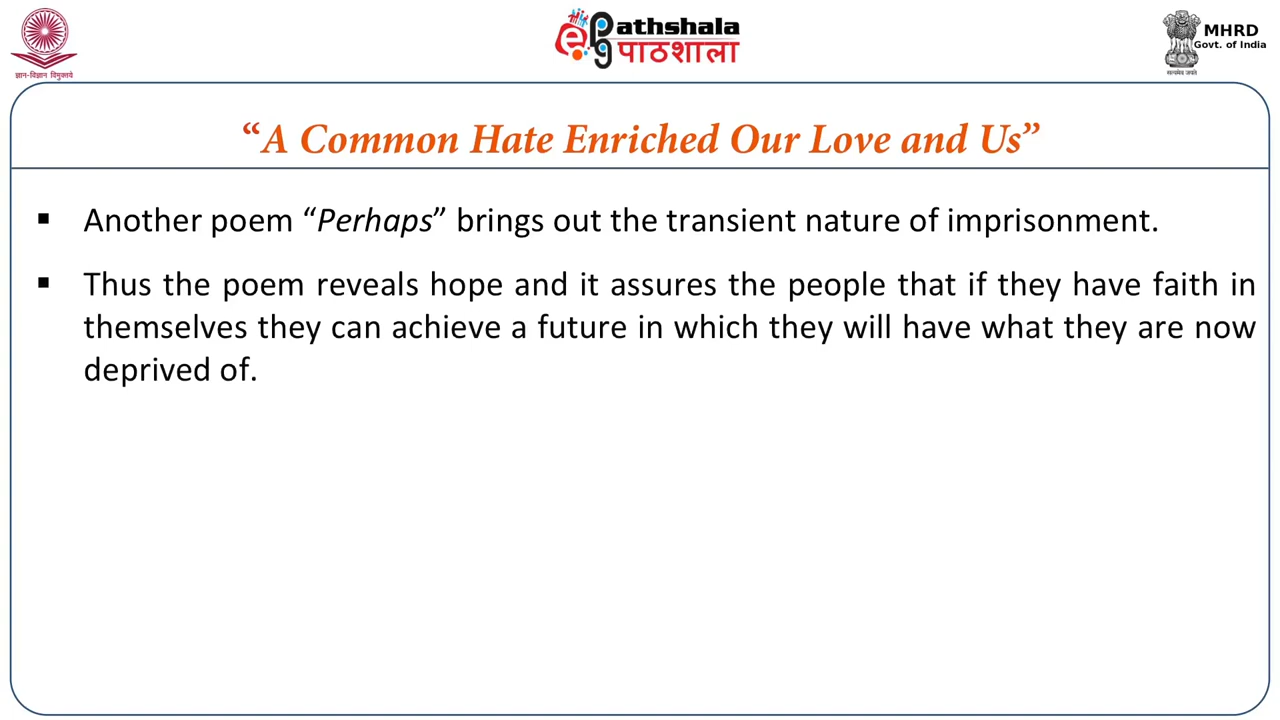 ज्ञान-विज्ञान विमुक्तये
ePG Pathshala
पाठशाला
MHRD
Govt. of India
सत्यमेव जयते
“A Common Hate Enriched Our Love and Us”
▪ Another poem “Perhaps” brings out the transient nature of imprisonment.
▪ Thus the poem reveals hope and it assures the people that if they have faith in
themselves they can achieve a future in which they will have what they are now
deprived of.